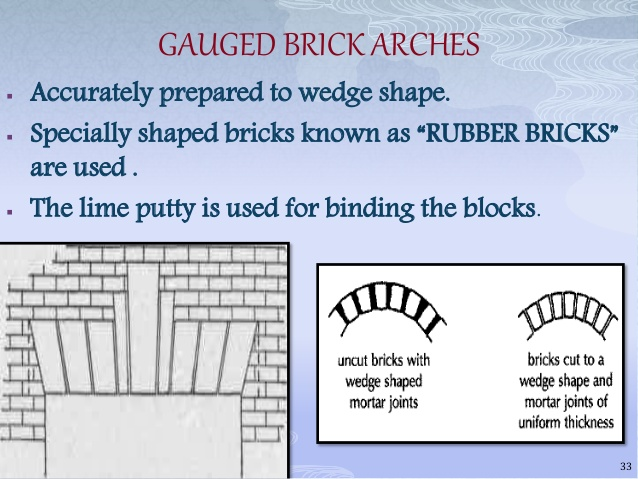 GAUGED BRICK ARCHES
▪ Accurately prepared to wedge shape.
▪ Specially shaped bricks known as “RUBBER BRICKS”
are used .
▪ The lime putty is used for binding the blocks.
uncut bricks with
wedge shaped
mortar joints
bricks cut to a
wedge shape and
mortar joints of
uniform thickness
33